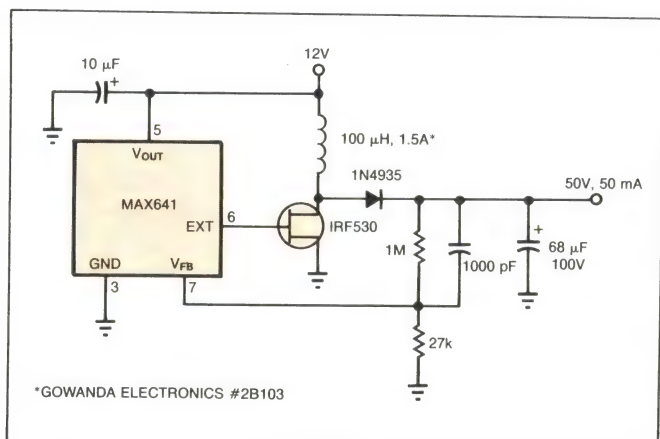 10 µF
+
12V
5
VOUT
100 µH, 1.5A*
1N4935
50V, 50 mA
MAX641
EXT
6
IRF530
1M
1000 pF
+
68 µF
100V
GND
VFB
3
7
27k
*GOWANDA ELECTRONICS #2B103